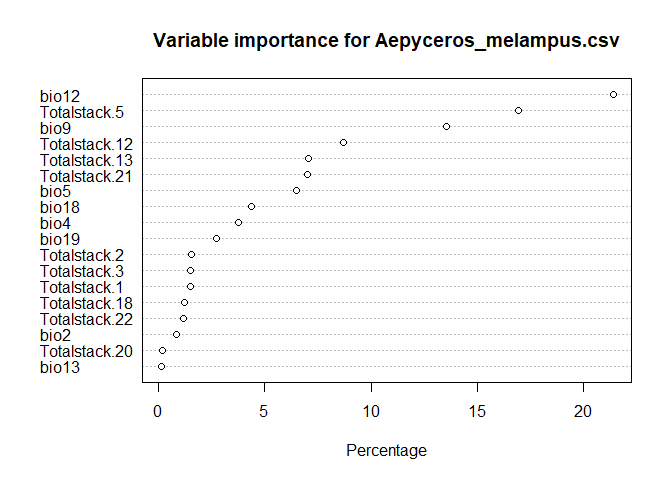 Variable importance for Aepyceros_melampus.csv
bio12
Totalstack.5
bio9
Totalstack.12
Totalstack.13
Totalstack.21
bio5
bio18
bio4
bio19
Totalstack.2
Totalstack.3
Totalstack.1
Totalstack.18
Totalstack.22
bio2
Totalstack.20
bio13
0 5 10 15 20
Percentage